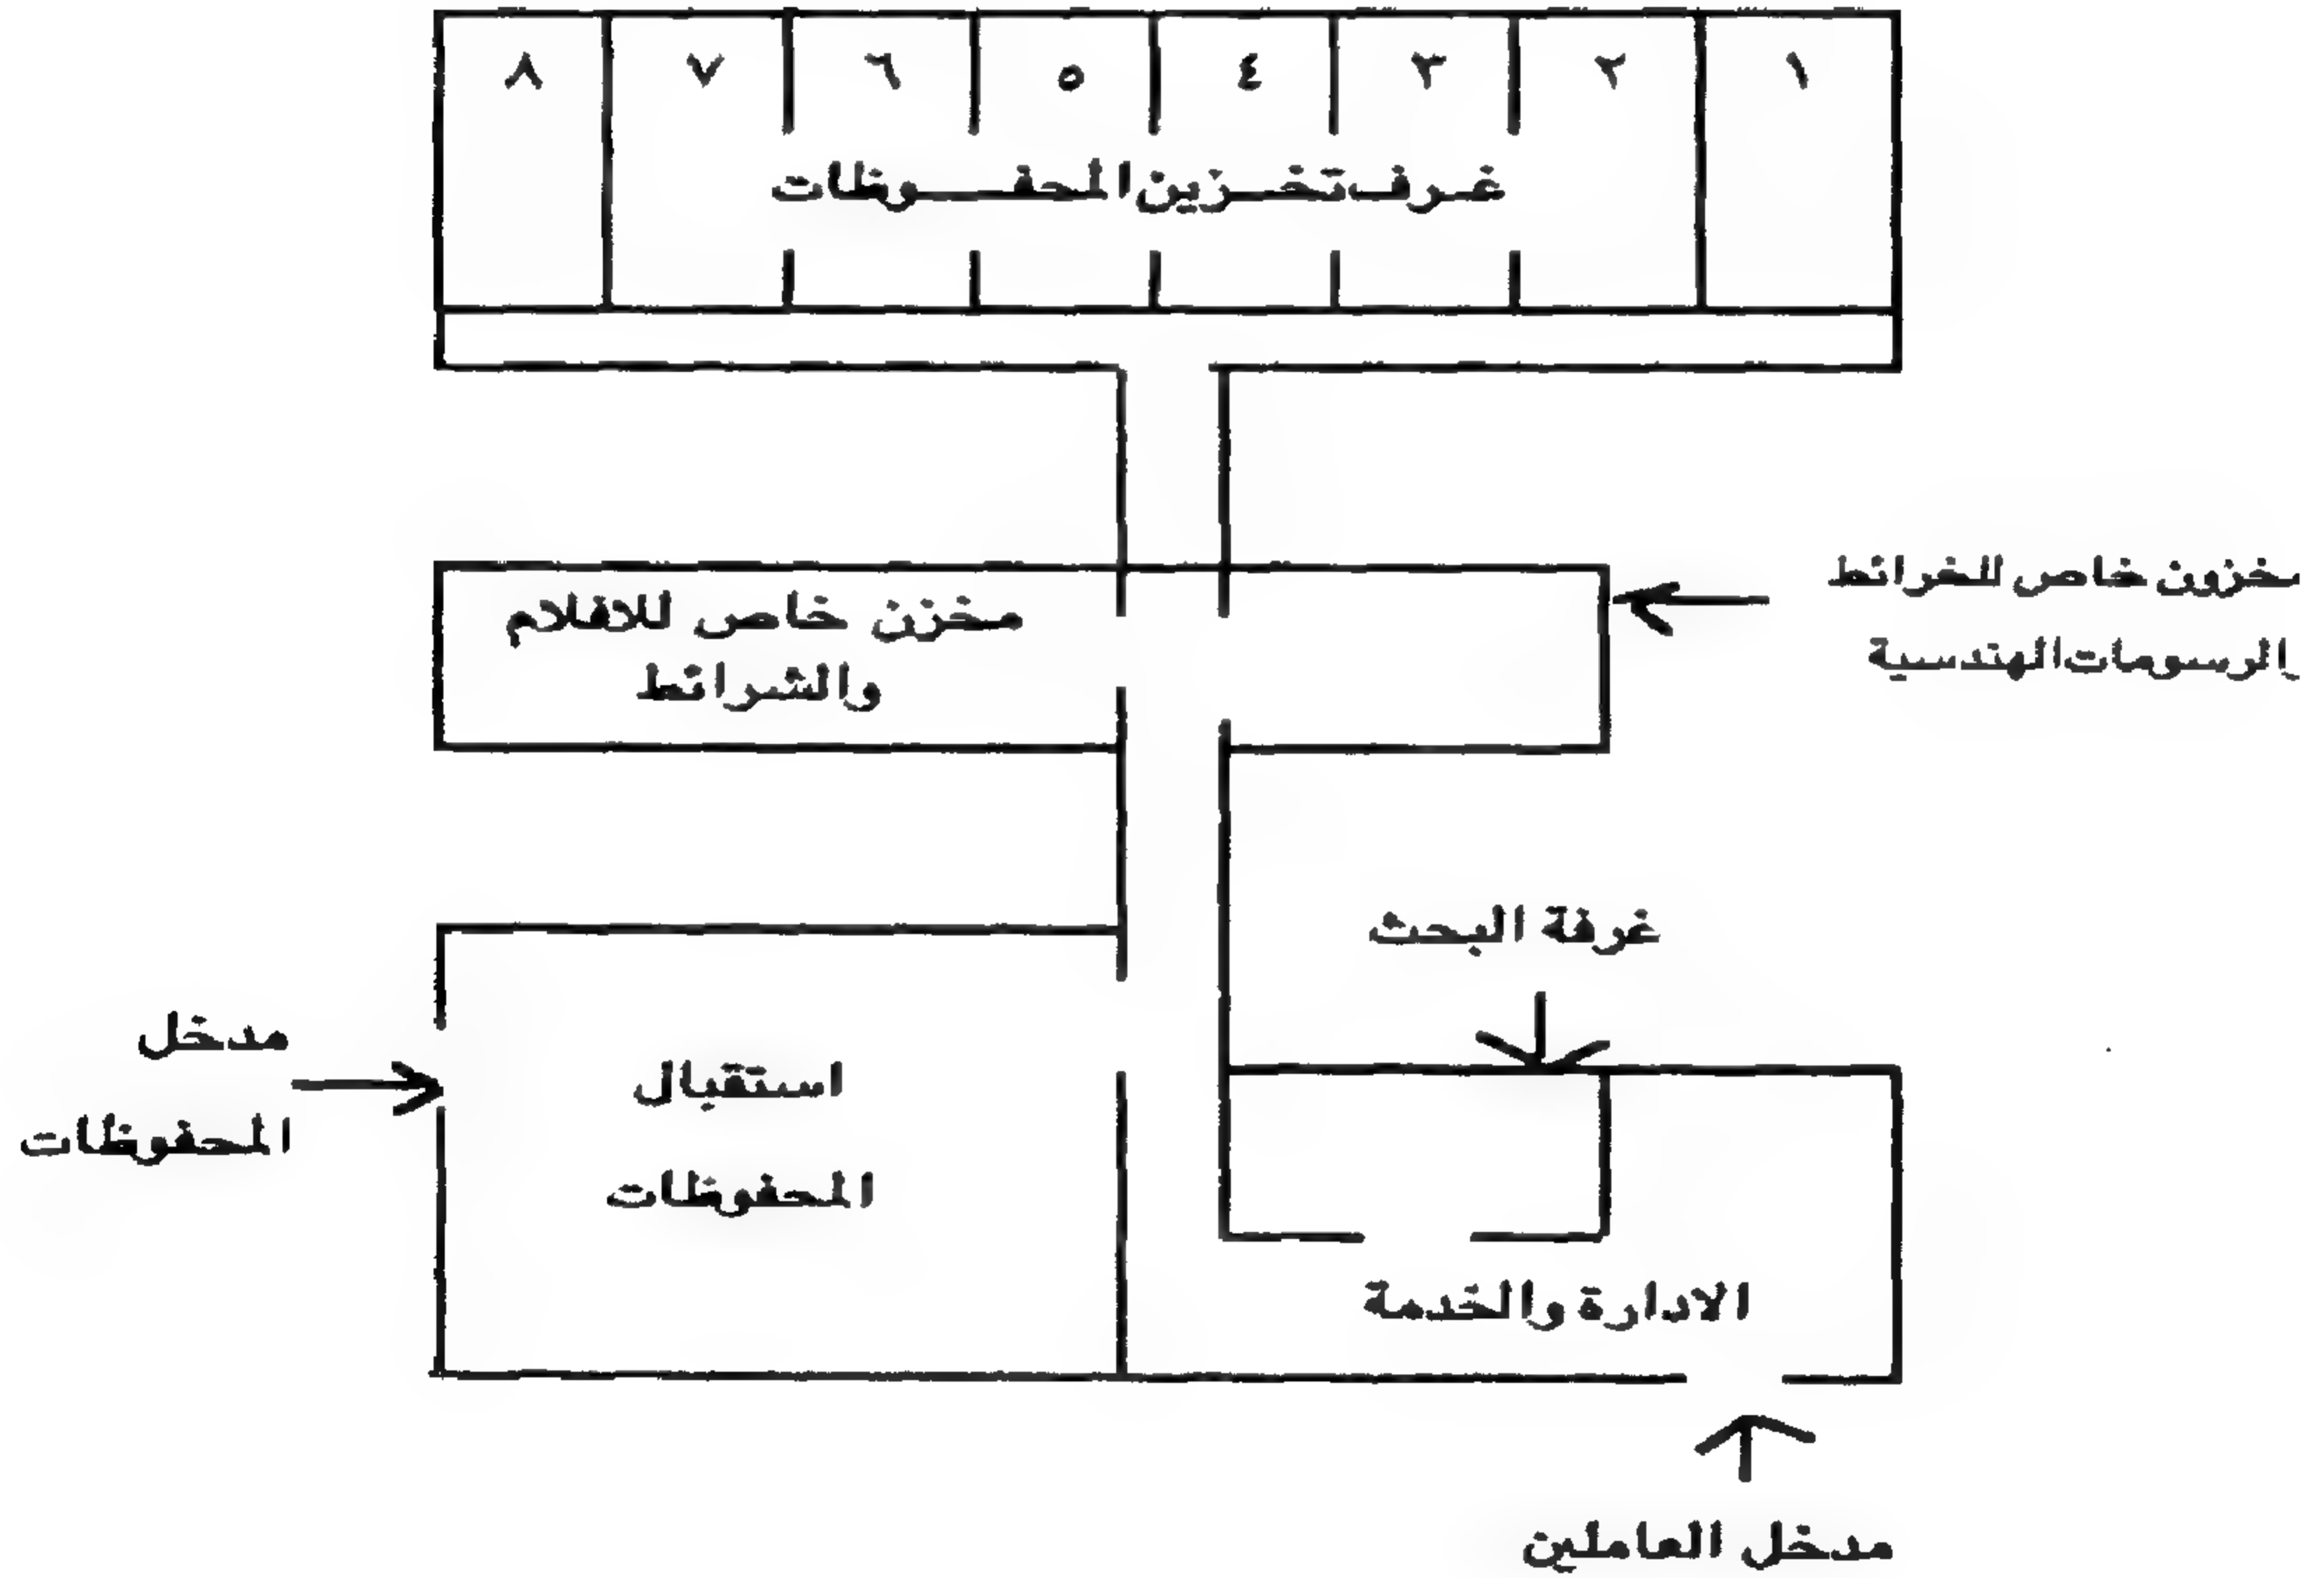 ١ ٢ ٣ ٤ ٥ ٦ ٧ ٨
غرف تخزين المحفوظات
مخزن خاص للافلام
والشرائط
مخزون خاص للخرائط
والرسومات الهندسية
غرفة البحث
مدخل
المحفوظات
استقبال
المحفوظات
الادارة والخدمة
مدخل العاملين